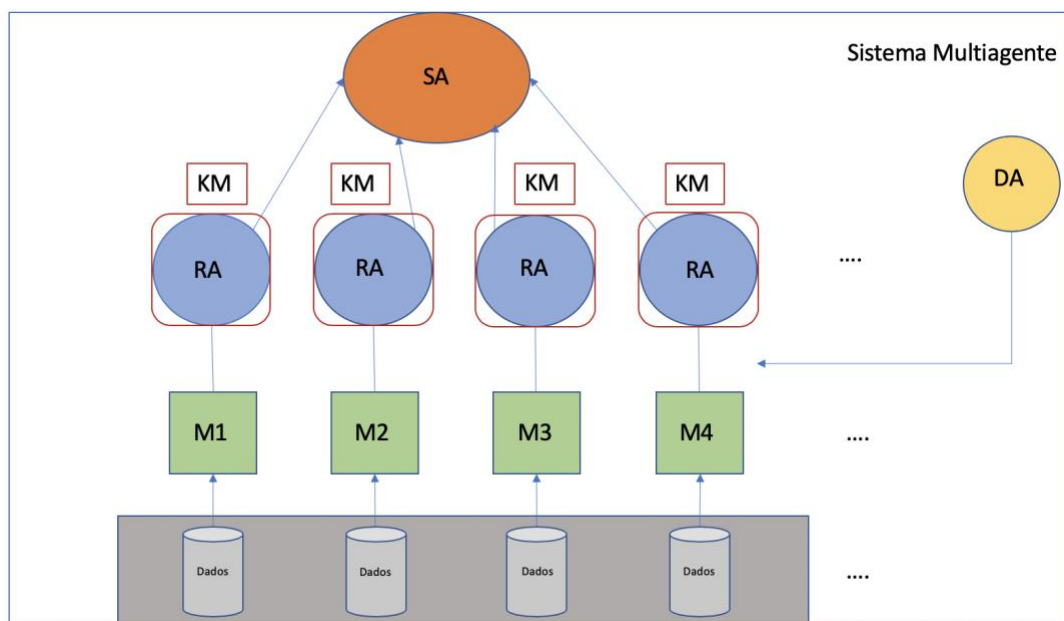 Sistema Multiagente
SA
DA
KM
KM
KM
KM
RA
RA
RA
RA
....
M1
M2
M3
M4
....
Dados
Dados
Dados
Dados
....